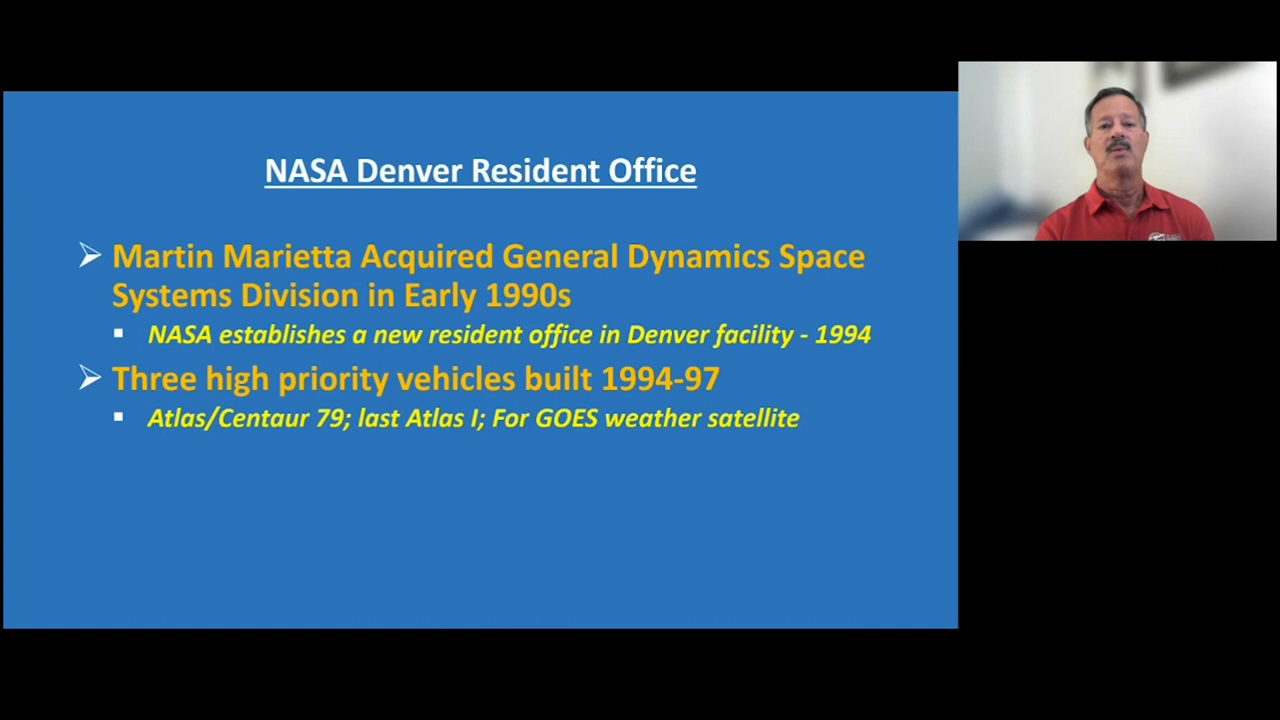 NASA Denver Resident Office
➢ Martin Marietta Acquired General Dynamics Space
Systems Division in Early 1990s
▪ NASA establishes a new resident office in Denver facility - 1994
➢ Three high priority vehicles built 1994-97
▪ Atlas/Centaur 79; last Atlas I; For GOES weather satellite